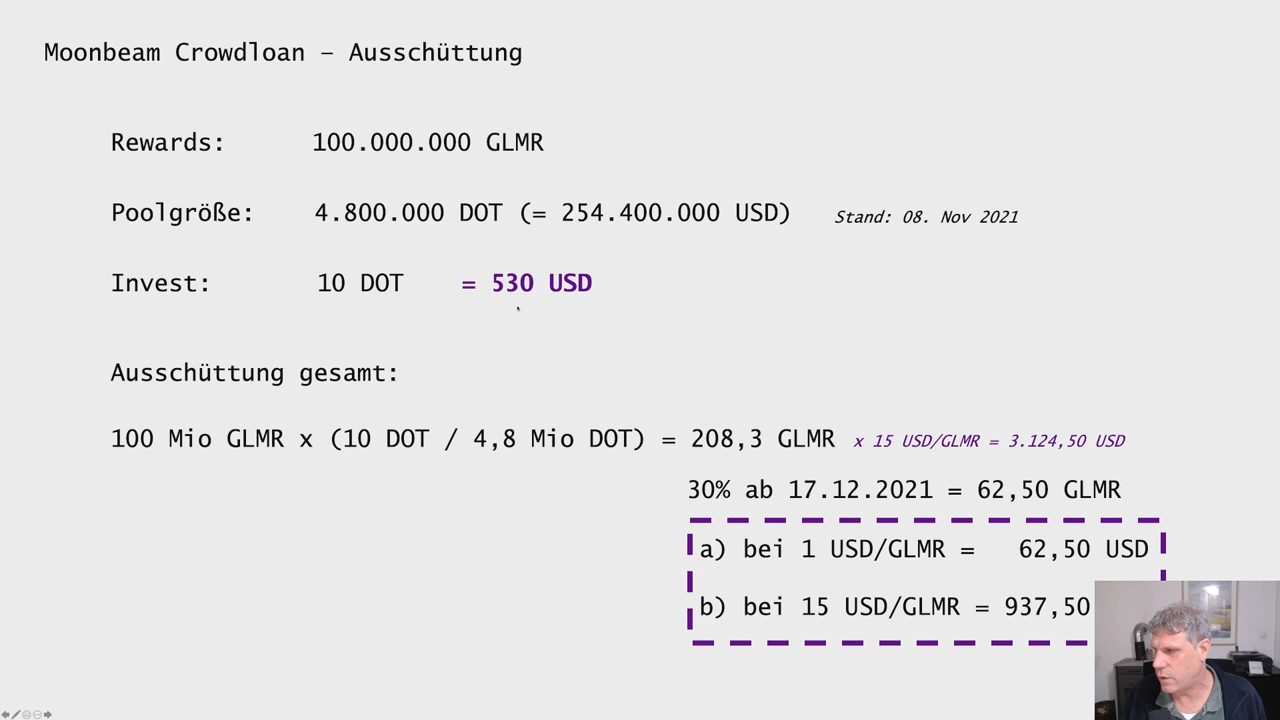 Moonbeam Crowdloan – Ausschüttung
Rewards: 100.000.000 GLMR
Poolgröße: 4.800.000 DOT (= 254.400.000 USD) Stand: 08. Nov 2021
Invest: 10 DOT = 530 USD
Ausschüttung gesamt:
100 Mio GLMR x (10 DOT / 4,8 Mio DOT) = 208,3 GLMR x 15 USD/GLMR = 3.124,50 USD
30% ab 17.12.2021 = 62,50 GLMR
a) bei 1 USD/GLMR = 62,50 USD
b) bei 15 USD/GLMR = 937,50